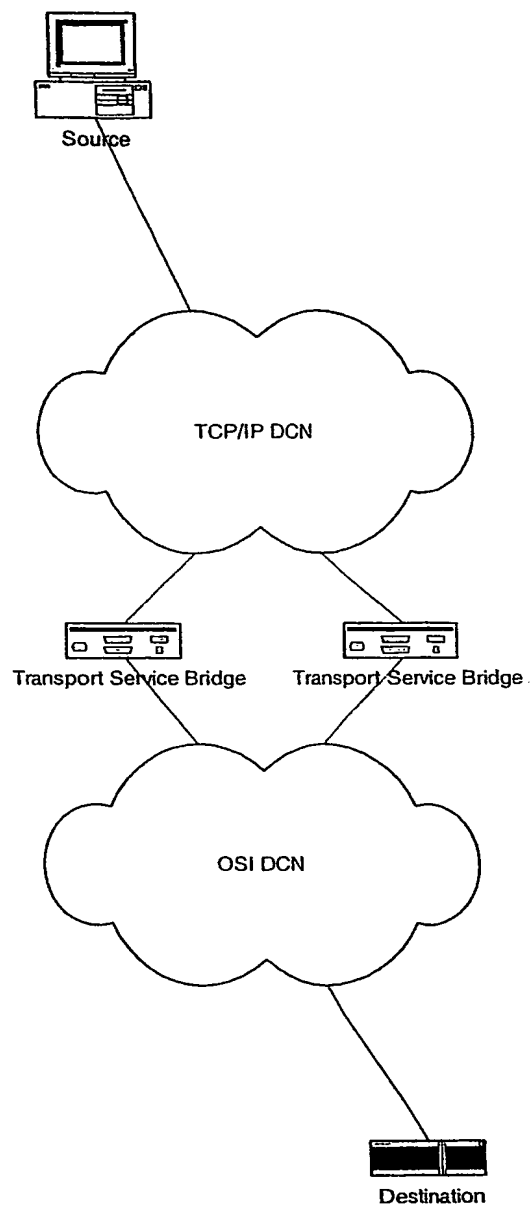 Source
TCP/IP DCN
Transport Service Bridge
Transport Service Bridge
OSI DCN
Destination